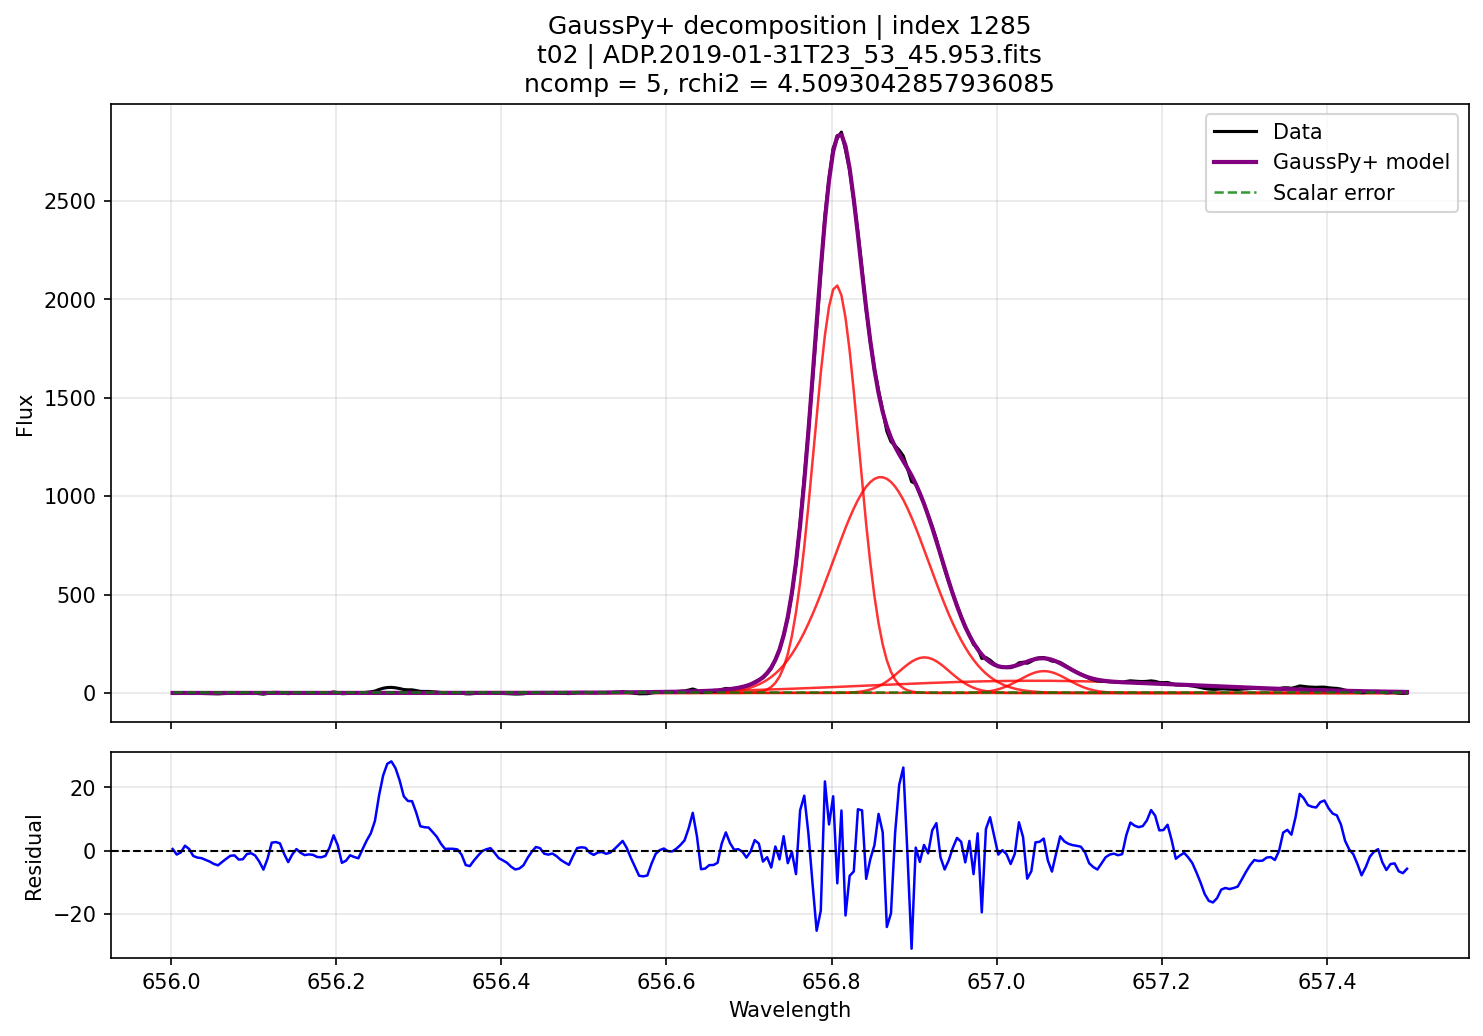 GaussPy+ decomposition | index 1285
t02 | ADP.2019-01-31T23_53_45.953.fits
ncomp = 5, rchi2 = 4.5093042857936085
Data
GaussPy+ model
Scalar error
2500
2000
1500
1000
500
0
Flux
20
0
−20
Residual
656.0 656.2 656.4 656.6 656.8 657.0 657.2 657.4
Wavelength